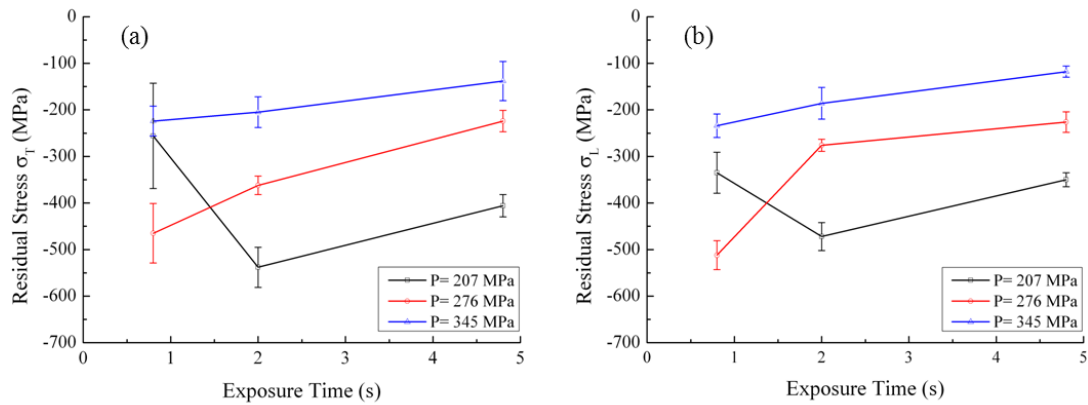 (a)
Residual Stress σT (MPa)
0
-100
-200
-300
-400
-500
-600
-700
0 1 2 3 4 5
Exposure Time (s)
P= 207 MPa
P= 276 MPa
P= 345 MPa
(b)
Residual Stress σL (MPa)
0
-100
-200
-300
-400
-500
-600
-700
0 1 2 3 4 5
Exposure Time (s)
P= 207 MPa
P= 276 MPa
P= 345 MPa